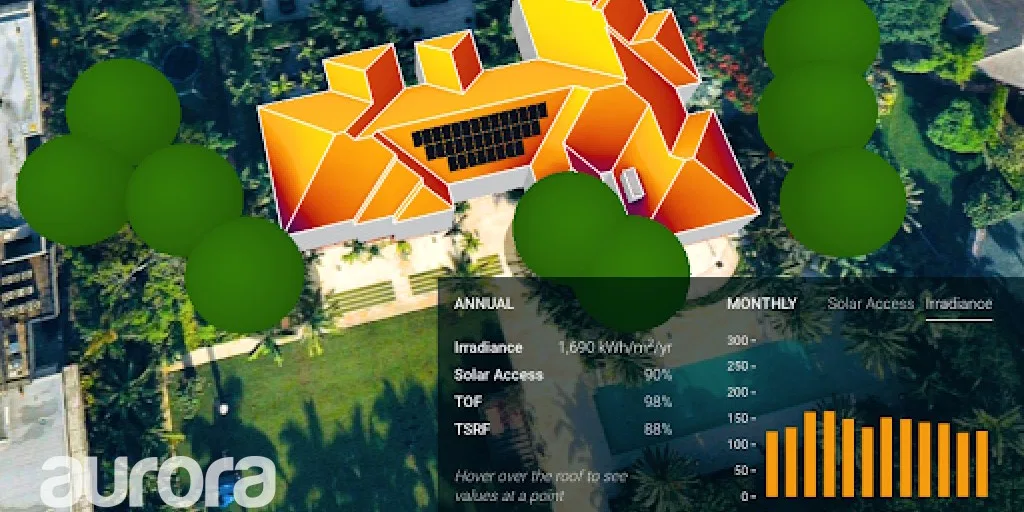 ANNUAL
Irradiance 1,690 kWh/m²/yr
Solar Access 90%
TOF 98%
TSRF 88%
Hover over the roof to see
values at a point
MONTHLY Solar Access Irradiance
300
250
200
150
100
50
0
aurora